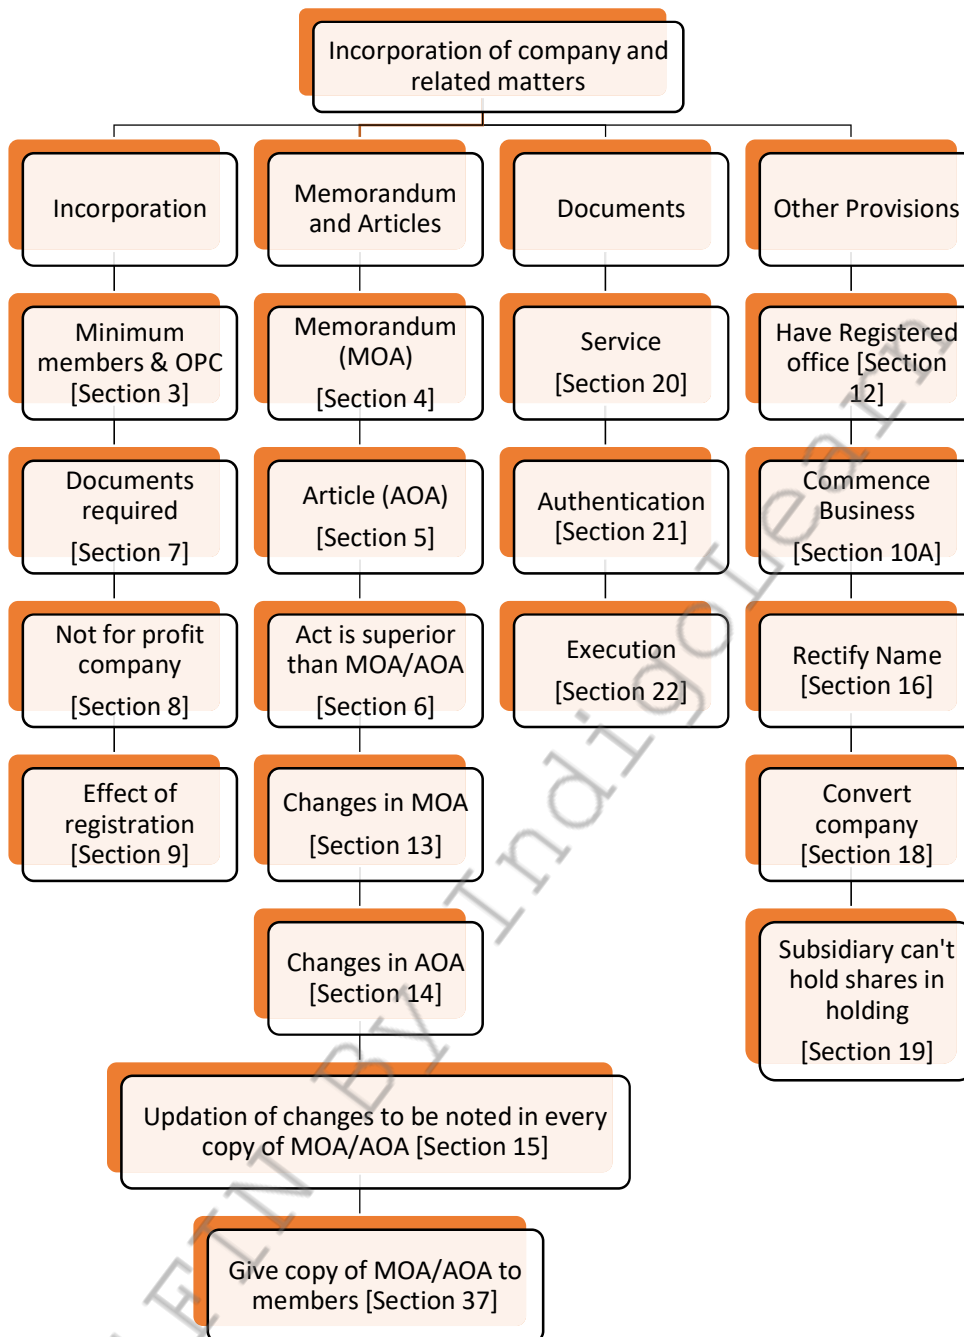 Incorporation of company and
related matters
Incorporation
Minimum
members & OPC
[Section 3]
Documents
required
[Section 7]
Not for profit
company
[Section 8]
Effect of
registration
[Section 9]
Memorandum
and Articles
Memorandum
(MOA)
[Section 4]
Article (AOA)
[Section 5]
Act is superior
than MOA/AOA
[Section 6]
Changes in MOA
[Section 13]
Changes in AOA
[Section 14]
Updation of changes to be noted in every
copy of MOA/AOA [Section 15]
Give copy of MOA/AOA to
members [Section 37]
Documents
Service
[Section 20]
Authentication
[Section 21]
Execution
[Section 22]
Other Provisions
Have Registered
office [Section
12]
Commence
Business
[Section 10A]
Rectify Name
[Section 16]
Convert
company
[Section 18]
Subsidiary can't
hold shares in
holding
[Section 19]
By IndigoLearn